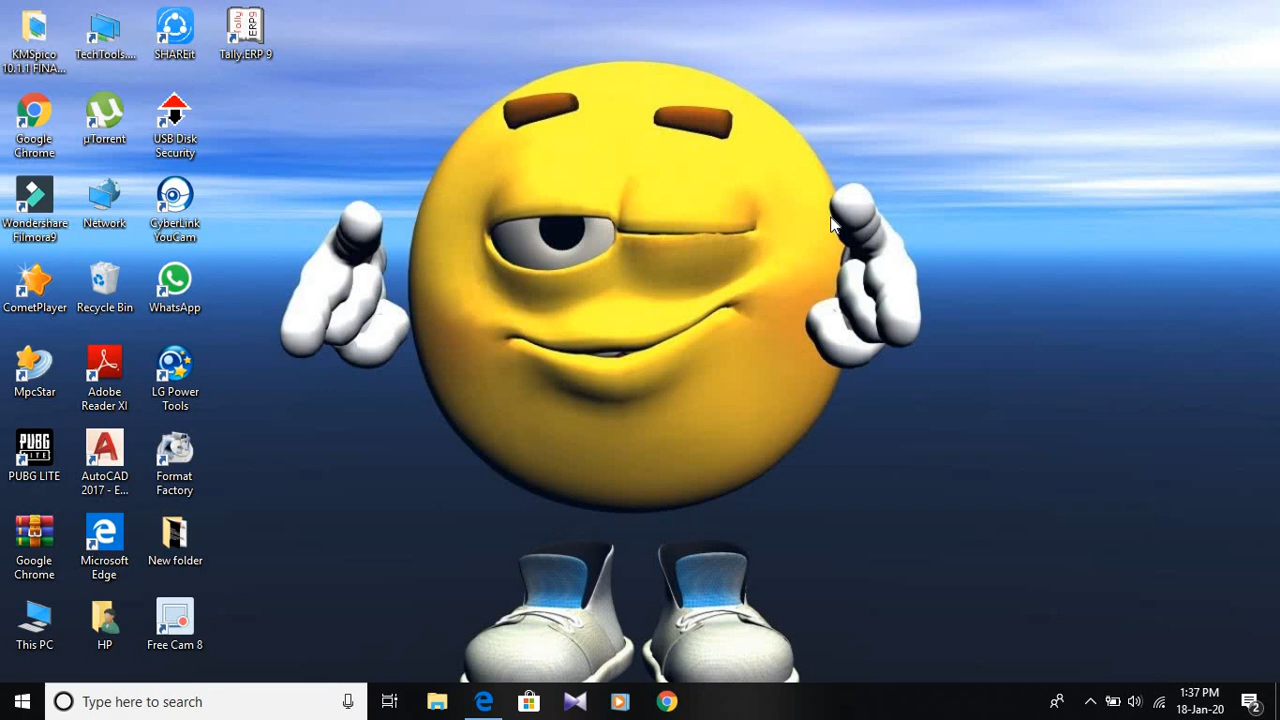 KMSpico
10.1.1 FINA...
TechTools....
SHAREit
Tally.ERP 9
Google
Chrome
µTorrent
USB Disk
Security
Wondershare
Filmora9
Network
CyberLink
YouCam
CometPlayer
Recycle Bin
WhatsApp
MpcStar
Adobe
Reader XI
LG Power
Tools
PUBG
LITE
PUBG LITE
AutoCAD
2017 - E...
Format
Factory
Google
Chrome
Microsoft
Edge
New folder
This PC
HP
Free Cam 8
Type here to search
1:37 PM
18-Jan-20
2